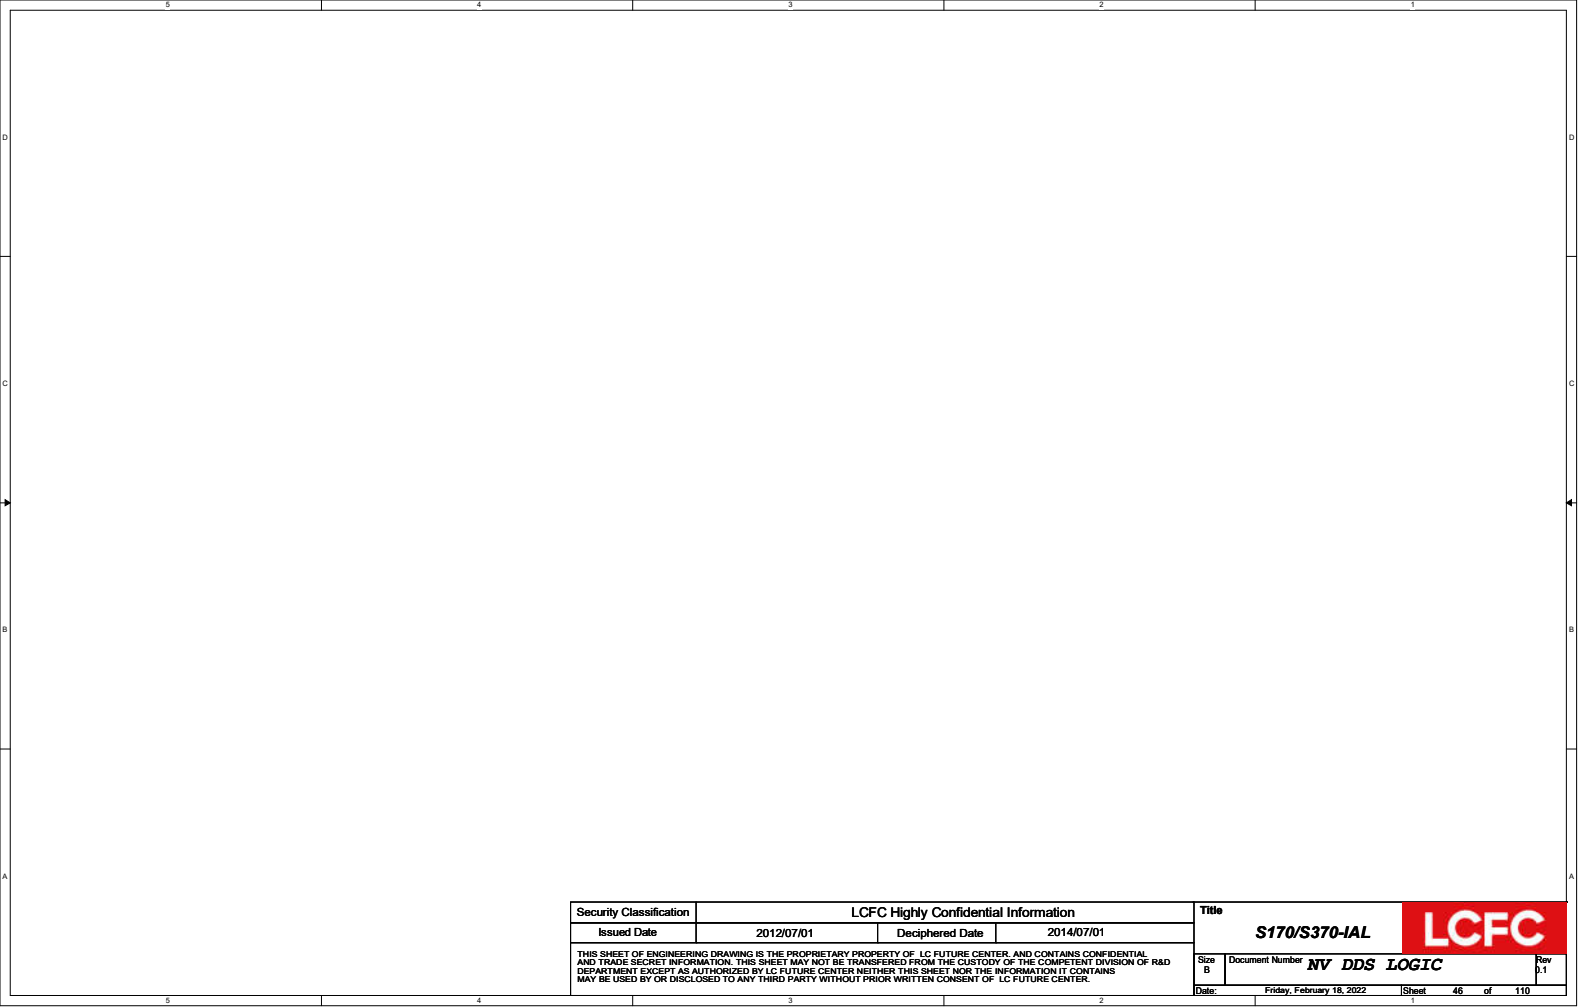 5 4 3 2 1
D D
C C
B B
A A
Security Classification LCFC Highly Confidential Information
Issued Date 2012/07/01 Deciphered Date 2014/07/01
THIS SHEET OF ENGINEERING DRAWING IS THE PROPRIETARY PROPERTY OF LC FUTURE CENTER. AND CONTAINS CONFIDENTIAL
AND TRADE SECRET INFORMATION. THIS SHEET MAY NOT BE TRANSFERED FROM THE CUSTODY OF THE COMPETENT DIVISION OF R&D
DEPARTMENT EXCEPT AS AUTHORIZED BY LC FUTURE CENTER NEITHER THIS SHEET NOR THE INFORMATION IT CONTAINS
MAY BE USED BY OR DISCLOSED TO ANY THIRD PARTY WITHOUT PRIOR WRITTEN CONSENT OF LC FUTURE CENTER.
Title
S170/S370-IAL
LCFC
Size Document Number Rev
B NV DDS LOGIC 0.1
Date: Friday, February 18, 2022 Sheet 46 of 110
5 4 3 2 1